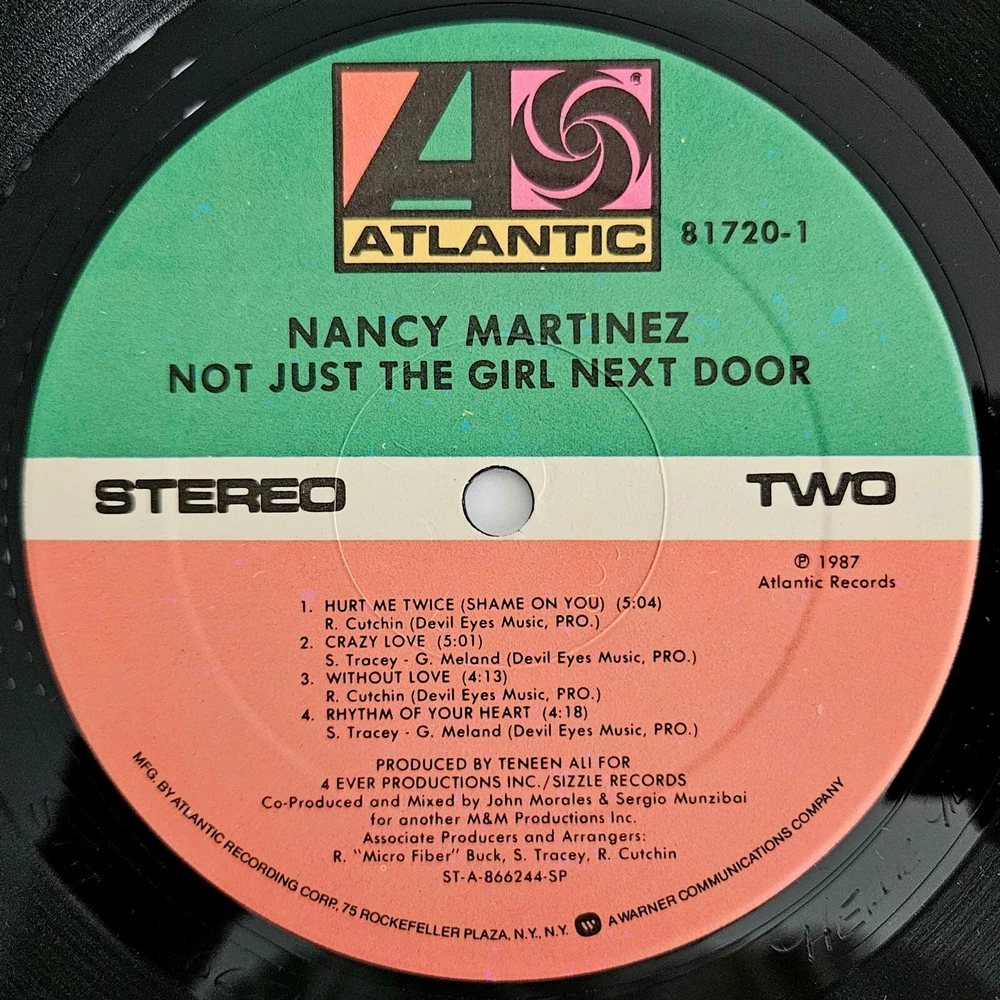 ATLANTIC
81720-1
NANCY MARTINEZ
NOT JUST THE GIRL NEXT DOOR
STEREO
TWO
℗ 1987
Atlantic Records
1. HURT ME TWICE (SHAME ON YOU) (5:04)
R. Cutchin (Devil Eyes Music, PRO.)
2. CRAZY LOVE (5:01)
S. Tracey - G. Meland (Devil Eyes Music, PRO.)
3. WITHOUT LOVE (4:13)
R. Cutchin (Devil Eyes Music, PRO.)
4. RHYTHM OF YOUR HEART (4:18)
S. Tracey - G. Meland (Devil Eyes Music, PRO.)
PRODUCED BY TENEEN ALI FOR
4 EVER PRODUCTIONS INC./SIZZLE RECORDS
Co-Produced and Mixed by John Morales & Sergio Munzibai
for another M&M Productions Inc.
Associate Producers and Arrangers:
R. "Micro Fiber" Buck, S. Tracey, R. Cutchin
ST-A-866244-SP
MFG. BY ATLANTIC RECORDING CORP., 75 ROCKEFELLER PLAZA, N.Y., N.Y. A WARNER COMMUNICATIONS COMPANY